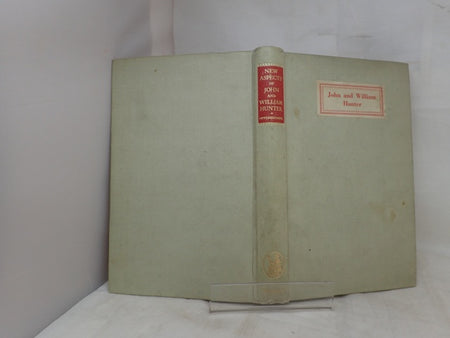 NEW
ASPECTS
OF
JOHN
AND
WILLIAM
HUNTER
John and William
Hunter